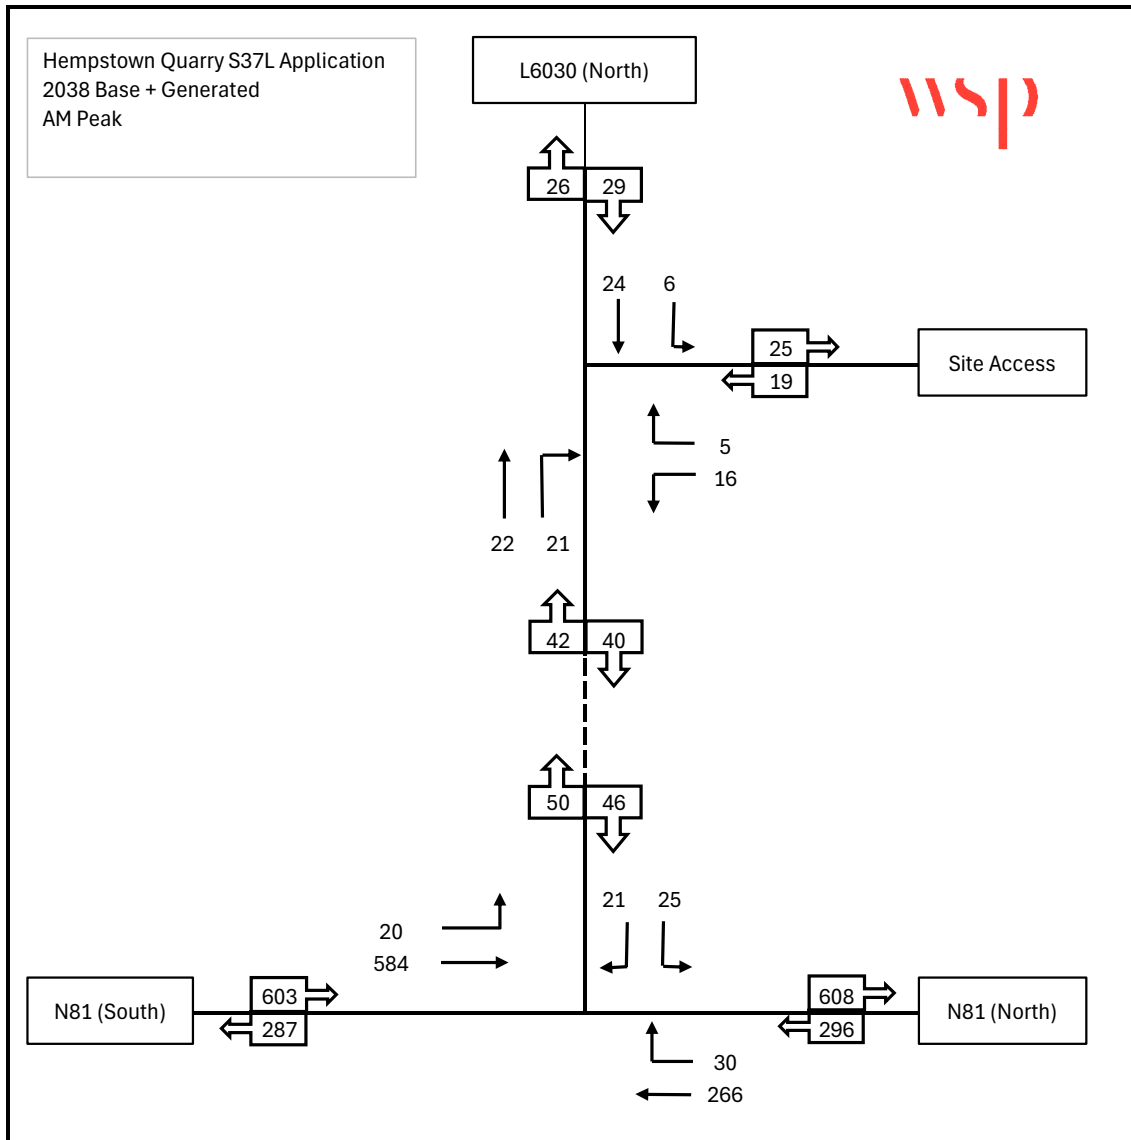 Hempstown Quarry S37L Application
2038 Base + Generated
AM Peak
L6030 (North)
wsp
26 29
24 6
25
Site Access
19
5
16
22 21
42 40
50 46
21 25
20
584
N81 (South)
603
287
608
296
N81 (North)
30
266